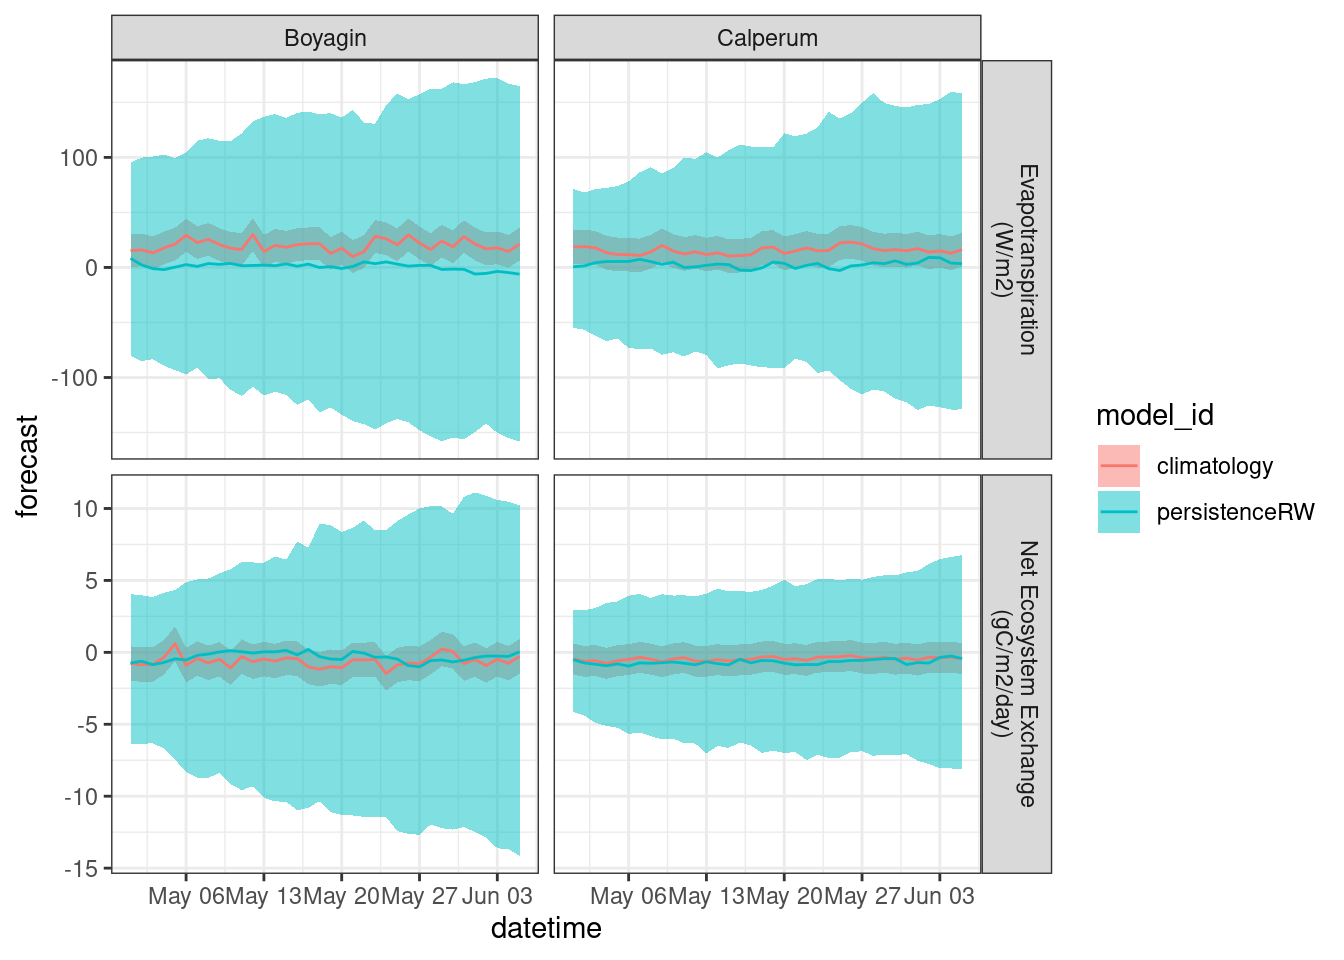 Boyagin
Calperum
100
0
-100
Evapotranspiration
(W/m2)
10
5
0
-5
-10
-15
Net Ecosystem Exchange
(gC/m2/day)
forecast
May 06
May 13
May 20
May 27
Jun 03
May 06
May 13
May 20
May 27
Jun 03
datetime
model_id
climatology
persistenceRW